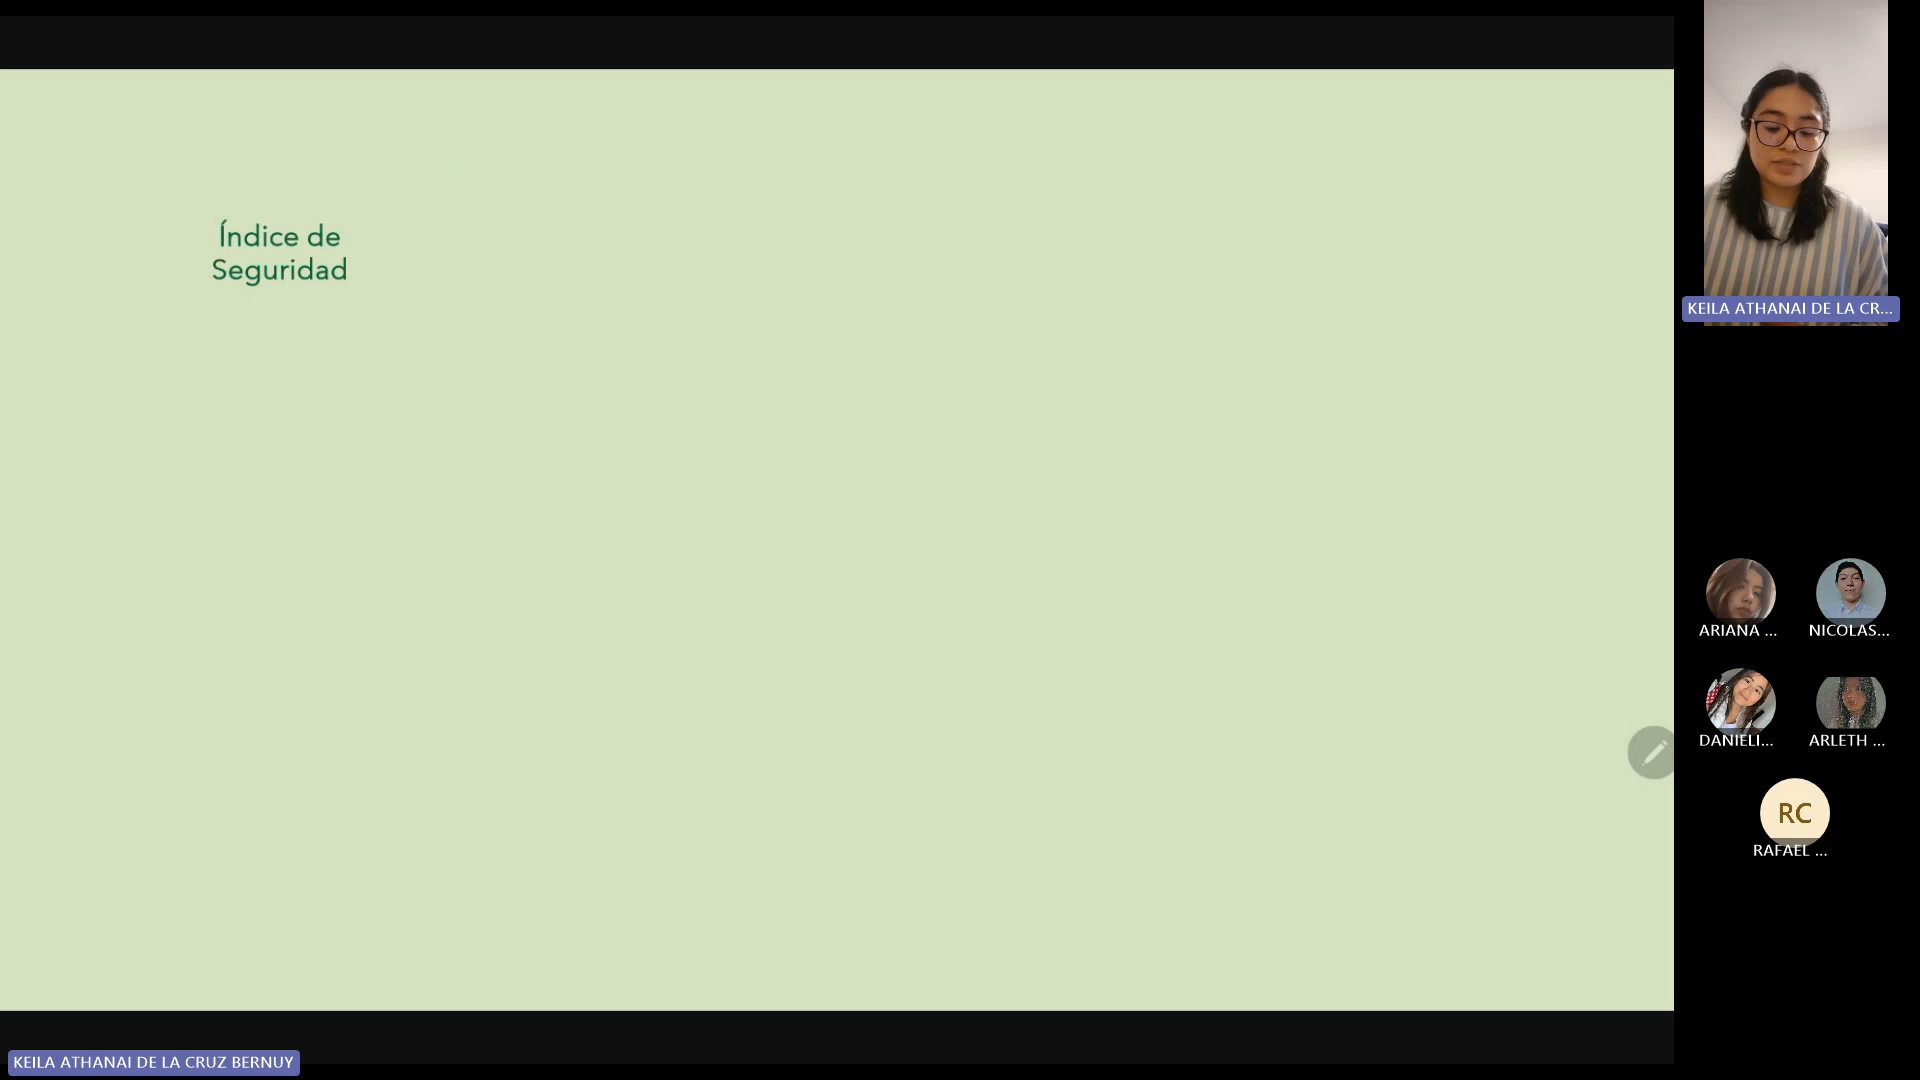 Índice de
Seguridad
KEILA ATHANAI DE LA CR...
ARIANA ...
NICOLAS...
DANIELI...
ARLETH ...
RC
RAFAEL ...
KEILA ATHANAI DE LA CRUZ BERNUY